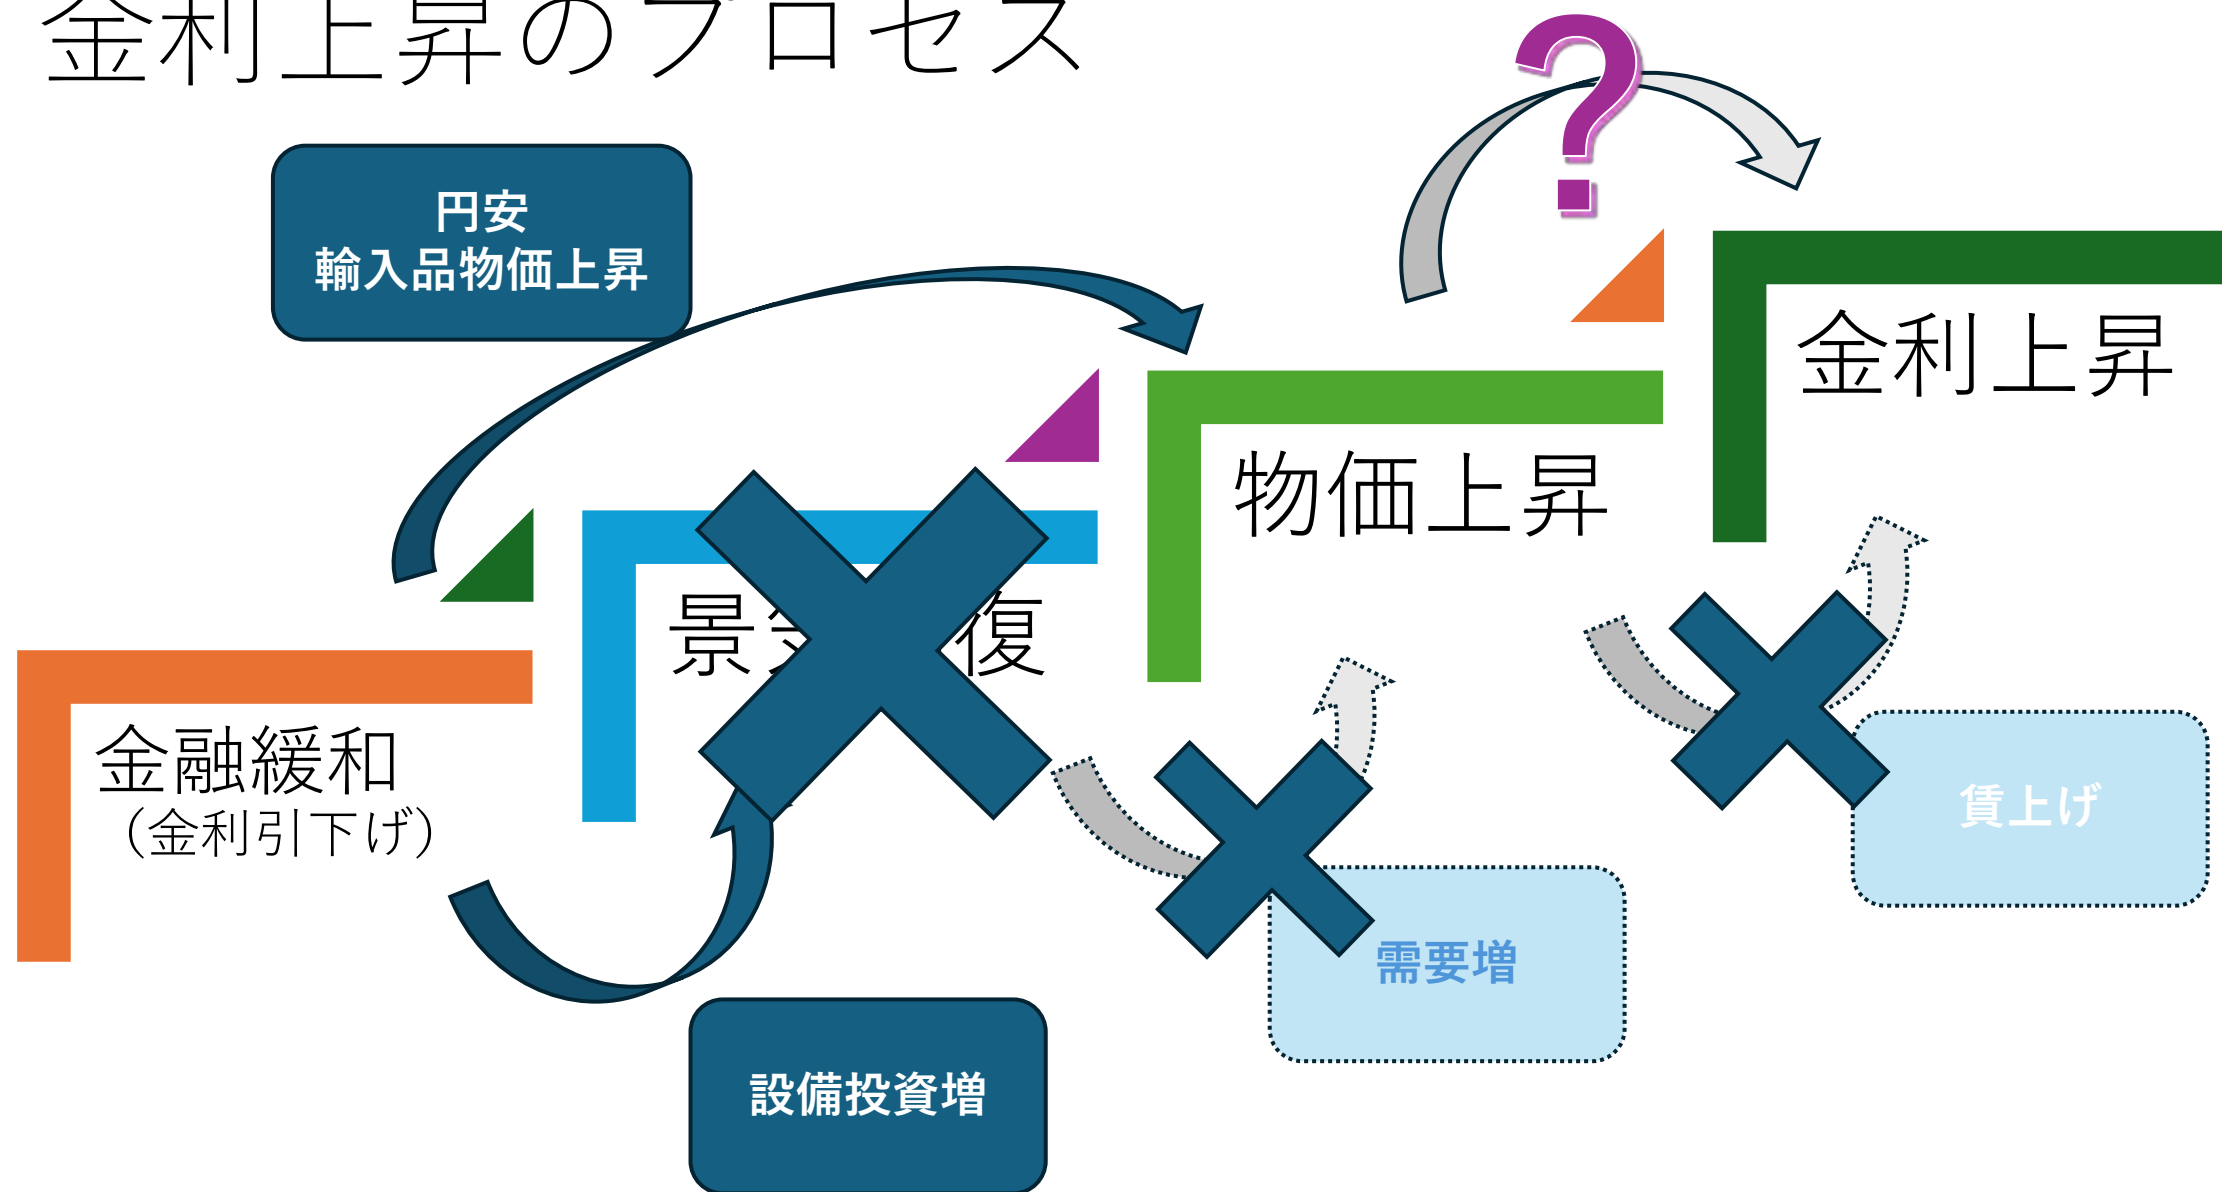 金利上昇のプロセス
円安
輸入品物価上昇
金利上昇
物価上昇
景 復
金融緩和
（金利引下げ）
賃上げ
需要増
設備投資増